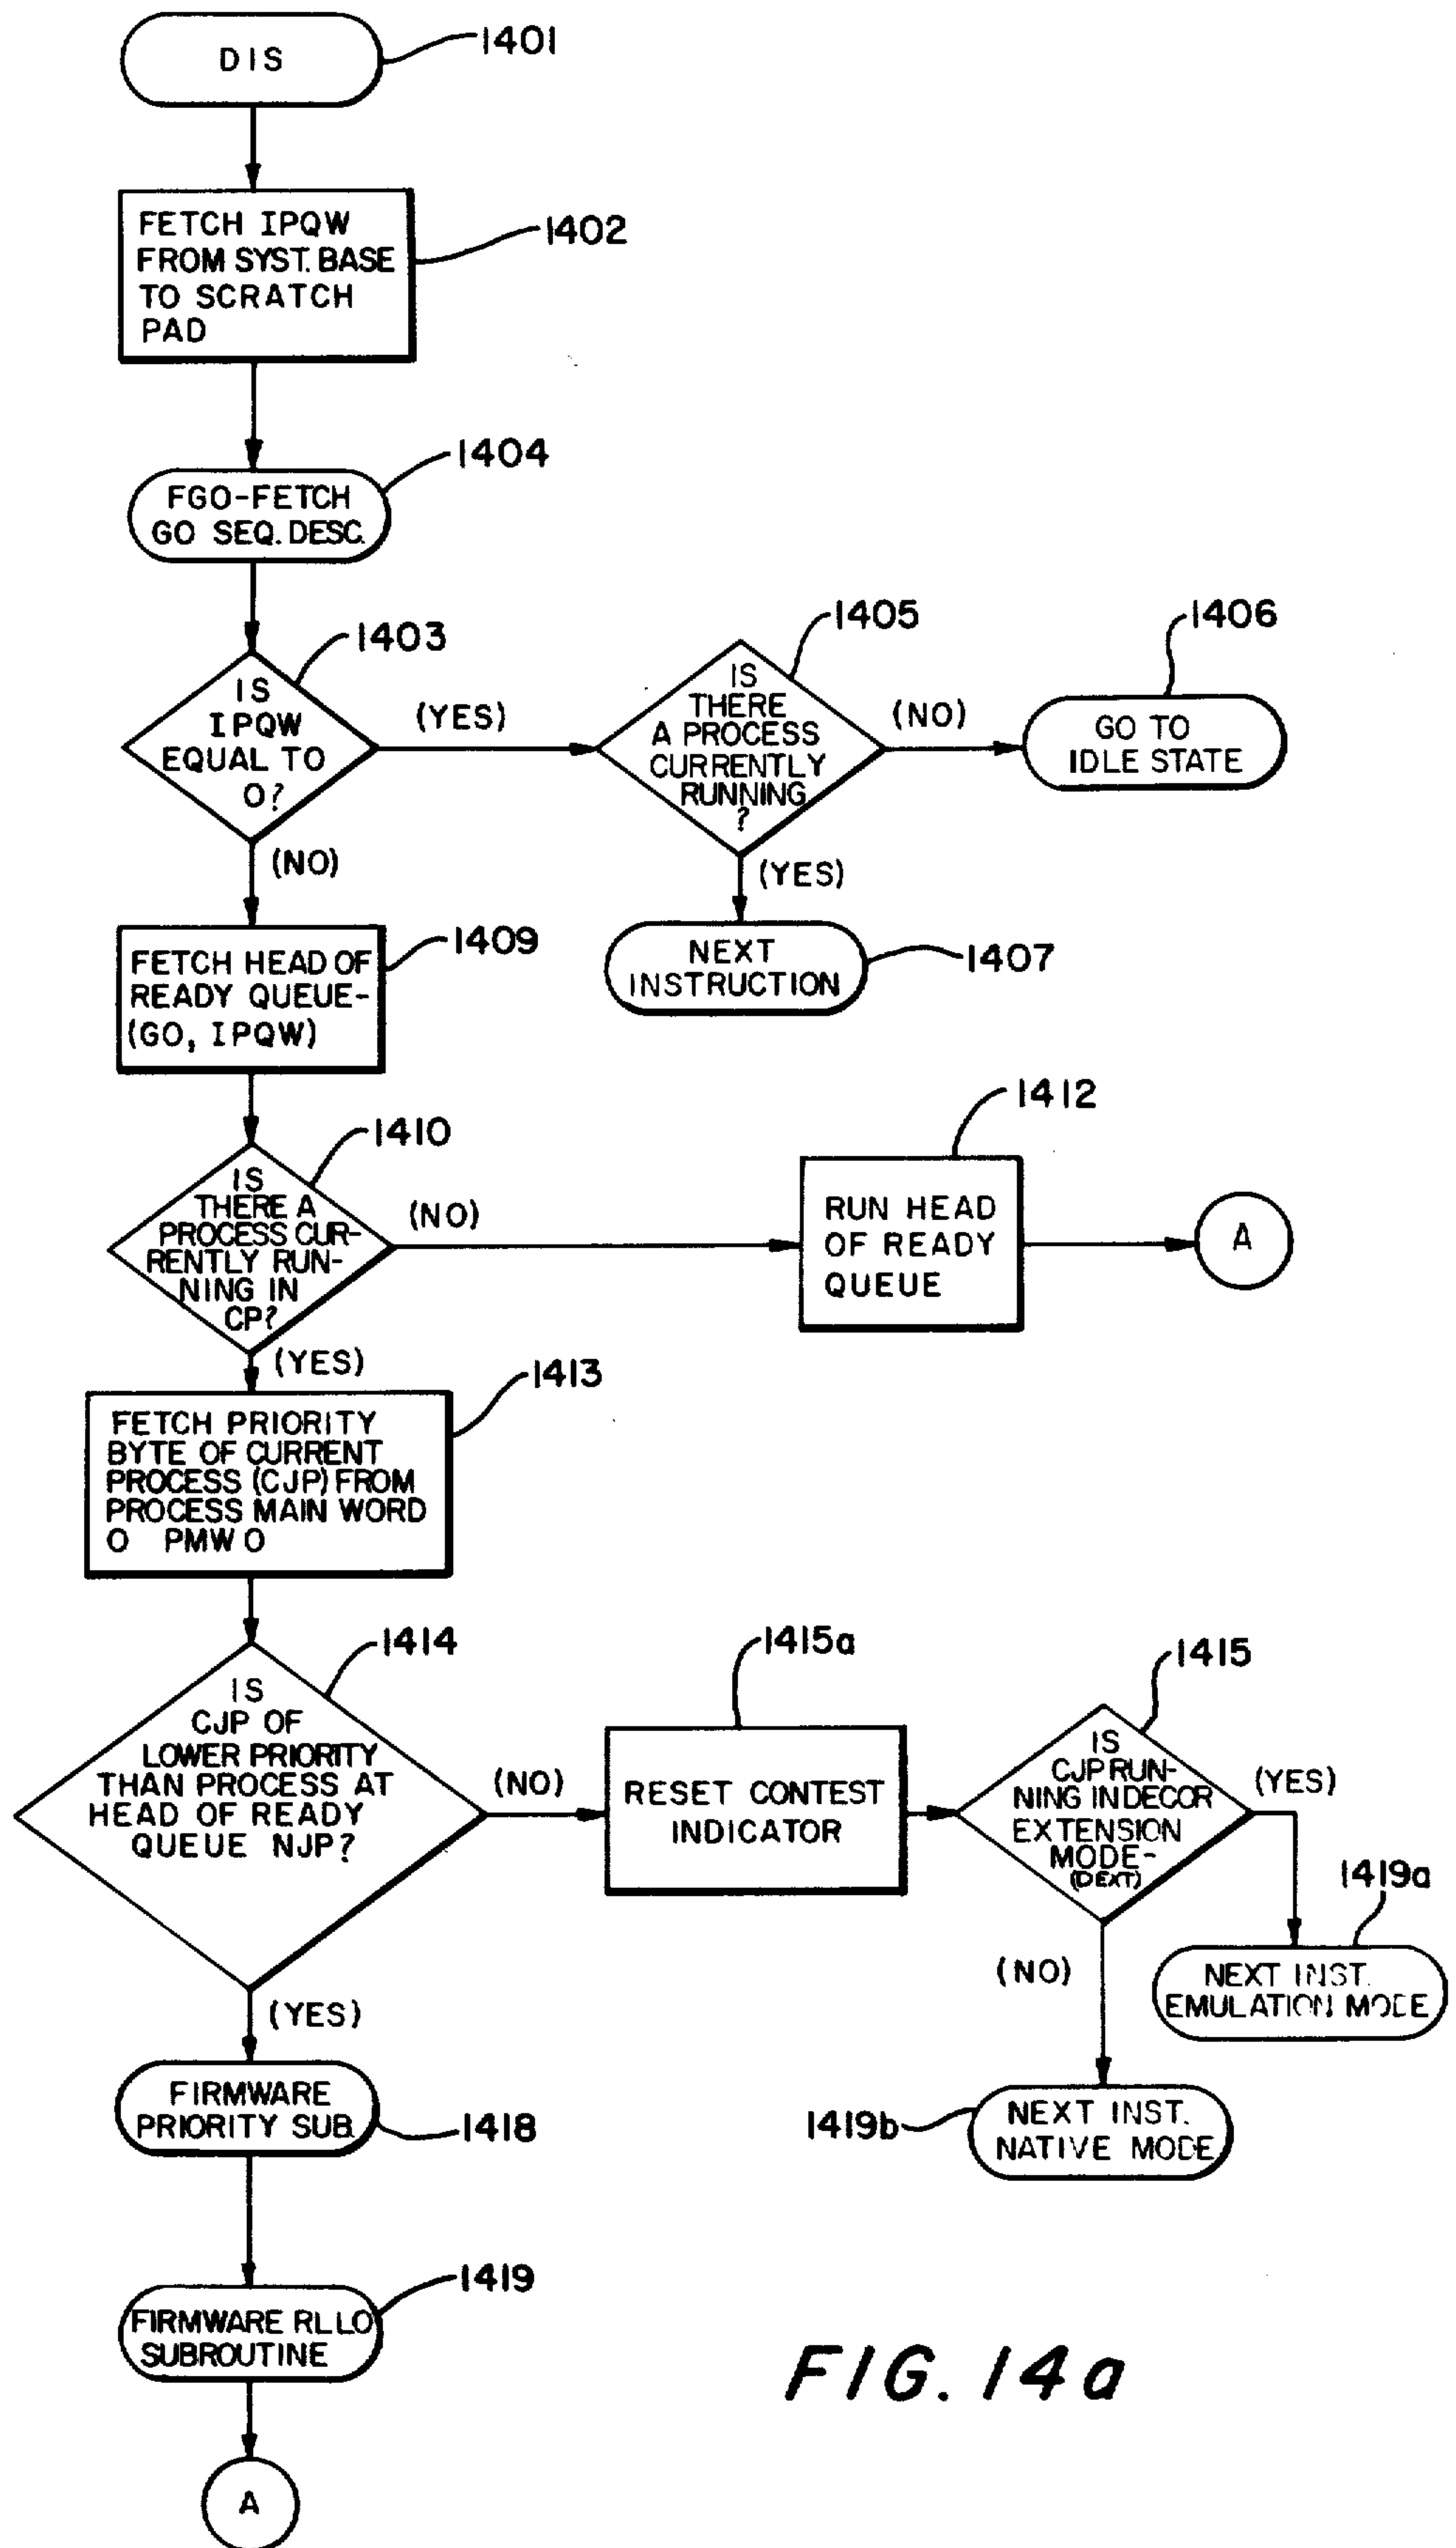 DIS
1401
FETCH IPQW
FROM SYST. BASE
TO SCRATCH
PAD
1402
1404
FGO-FETCH
GO SEQ. DESC.
1403
IS
IPQW
EQUAL TO
0?
(YES)
(NO)
1405
IS
THERE
A PROCESS
CURRENTLY
RUNNING
?
(NO)
(YES)
1406
GO TO
IDLE STATE
NEXT
INSTRUCTION
1407
FETCH HEAD OF
READY QUEUE-
(GO, IPQW)
1409
1410
IS
THERE A
PROCESS CUR-
RENTLY RUN-
NING IN
CP?
(NO)
(YES)
1412
RUN HEAD
OF READY
QUEUE
A
1413
FETCH PRIORITY
BYTE OF CURRENT
PROCESS (CJP) FROM
PROCESS MAIN WORD
0 PMW 0
1414
IS
CJP OF
LOWER PRIORITY
THAN PROCESS AT
HEAD OF READY
QUEUE NJP?
(NO)
(YES)
1415a
RESET CONTEST
INDICATOR
1415
IS
CJP RUN-
NING IN DECOR
EXTENSION
MODE-
(DEXT)
(YES)
(NO)
1419a
NEXT INST.
EMULATION MODE
1419b
NEXT INST.
NATIVE MODE
FIRMWARE
PRIORITY SUB.
1418
1419
FIRMWARE RLLO
SUBROUTINE
A
FIG. 14a